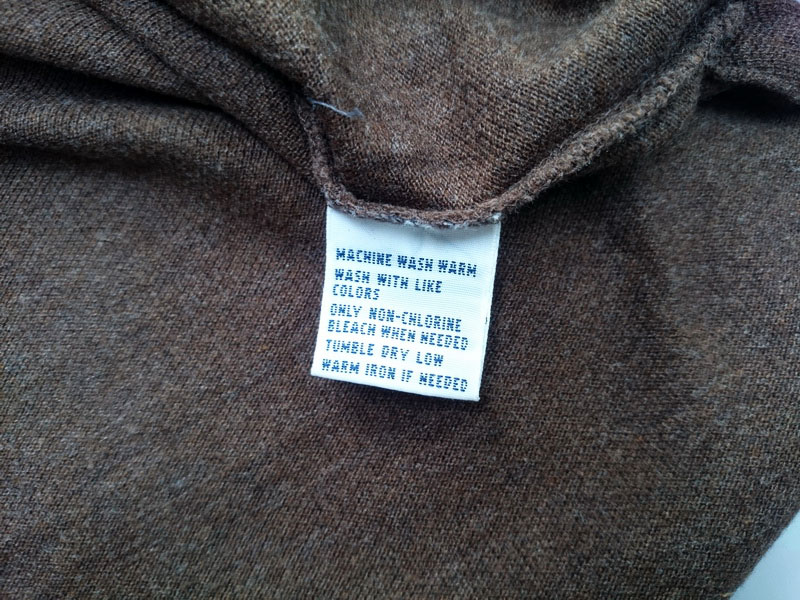 MACHINE WASH WARM
WASH WITH LIKE
COLORS
ONLY NON-CHLORINE
BLEACH WHEN NEEDED
TUMBLE DRY LOW
WARM IRON IF NEEDED